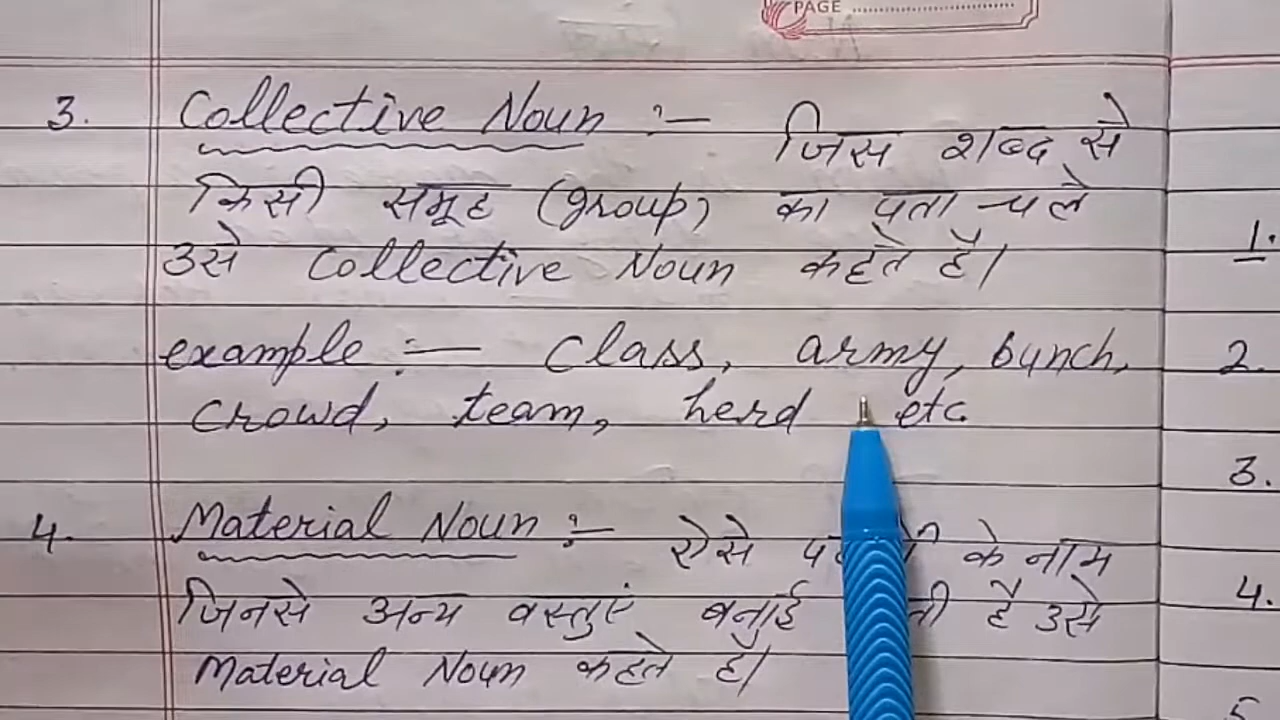 PAGE
3. Collective Noun :- जिस शब्द से
किसी समूह (group) का पता चले
उसे Collective Noun कहते है।
example :- Class, army, bunch,
Crowd, team, herd etc.
4. Material Noun :- ऐसे के नाम
जिनसे अन्य वस्तुएं बनाई है उसे
Material Noun कहते है।
1.
2.
3.
4.
5